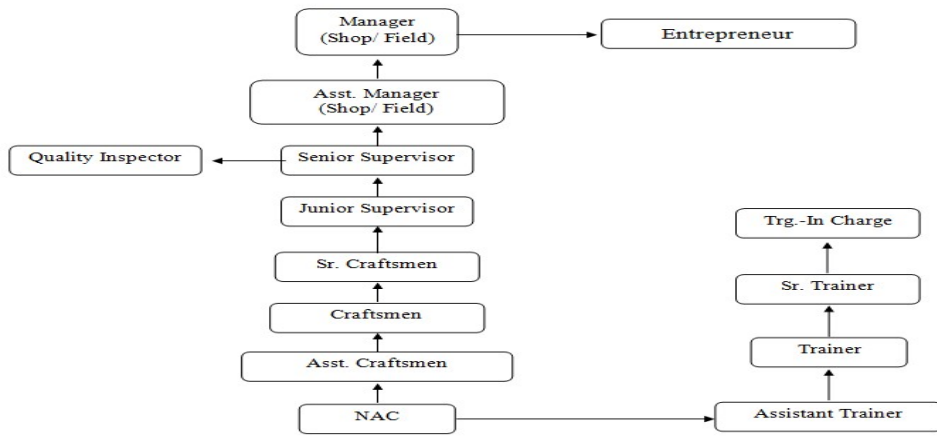 Manager
(Shop/ Field)
Entrepreneur
Asst. Manager
(Shop/ Field)
Quality Inspector
Senior Supervisor
Junior Supervisor
Trg.-In Charge
Sr. Craftsmen
Sr. Trainer
Craftsmen
Trainer
Asst. Craftsmen
NAC
Assistant Trainer